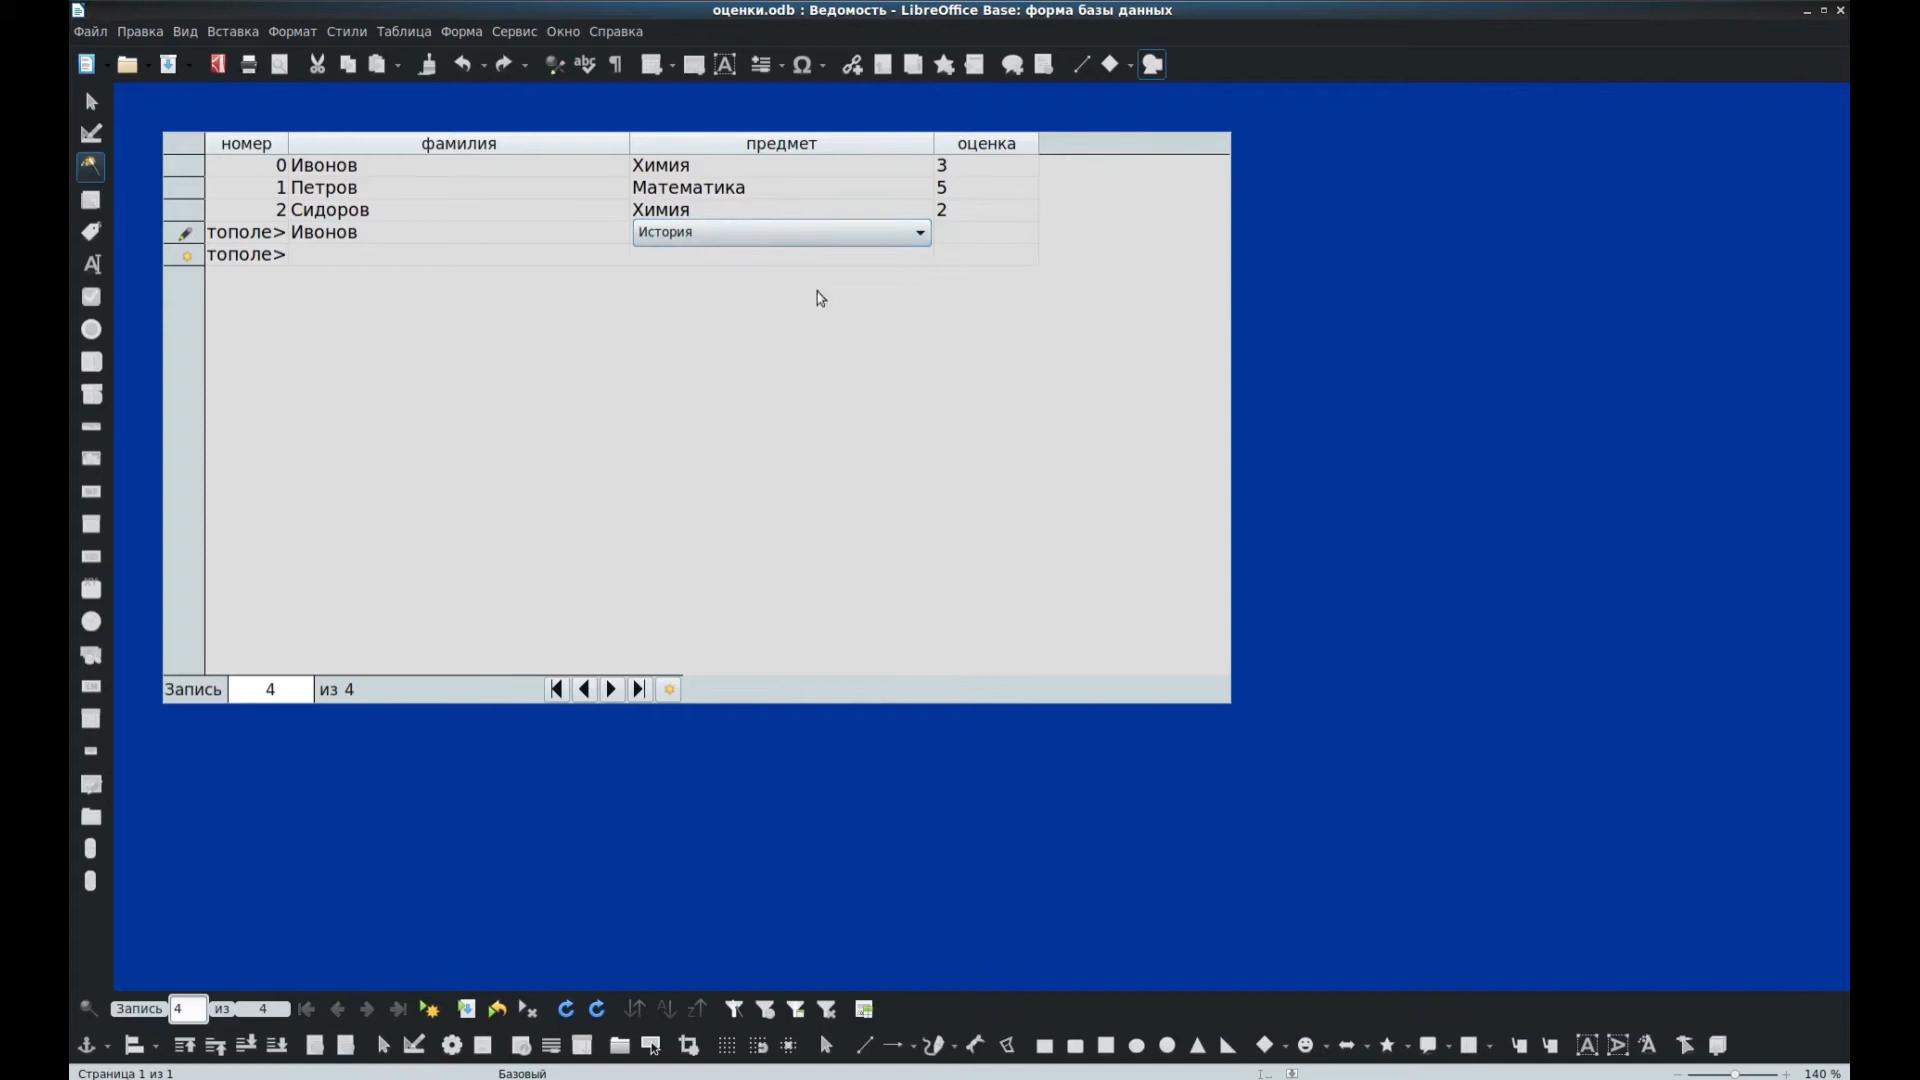 оценки.odb : Ведомость - LibreOffice Base: форма базы данных
Файл Правка Вид Вставка Формат Стили Таблица Форма Сервис Окно Справка
номер фамилия предмет оценка
0 Ивонов Химия 3
1 Петров Математика 5
2 Сидоров Химия 2
тополе> Ивонов История
тополе>
Запись 4 из 4
Запись 4 из 4
Страница 1 из 1 Базовый 140 %